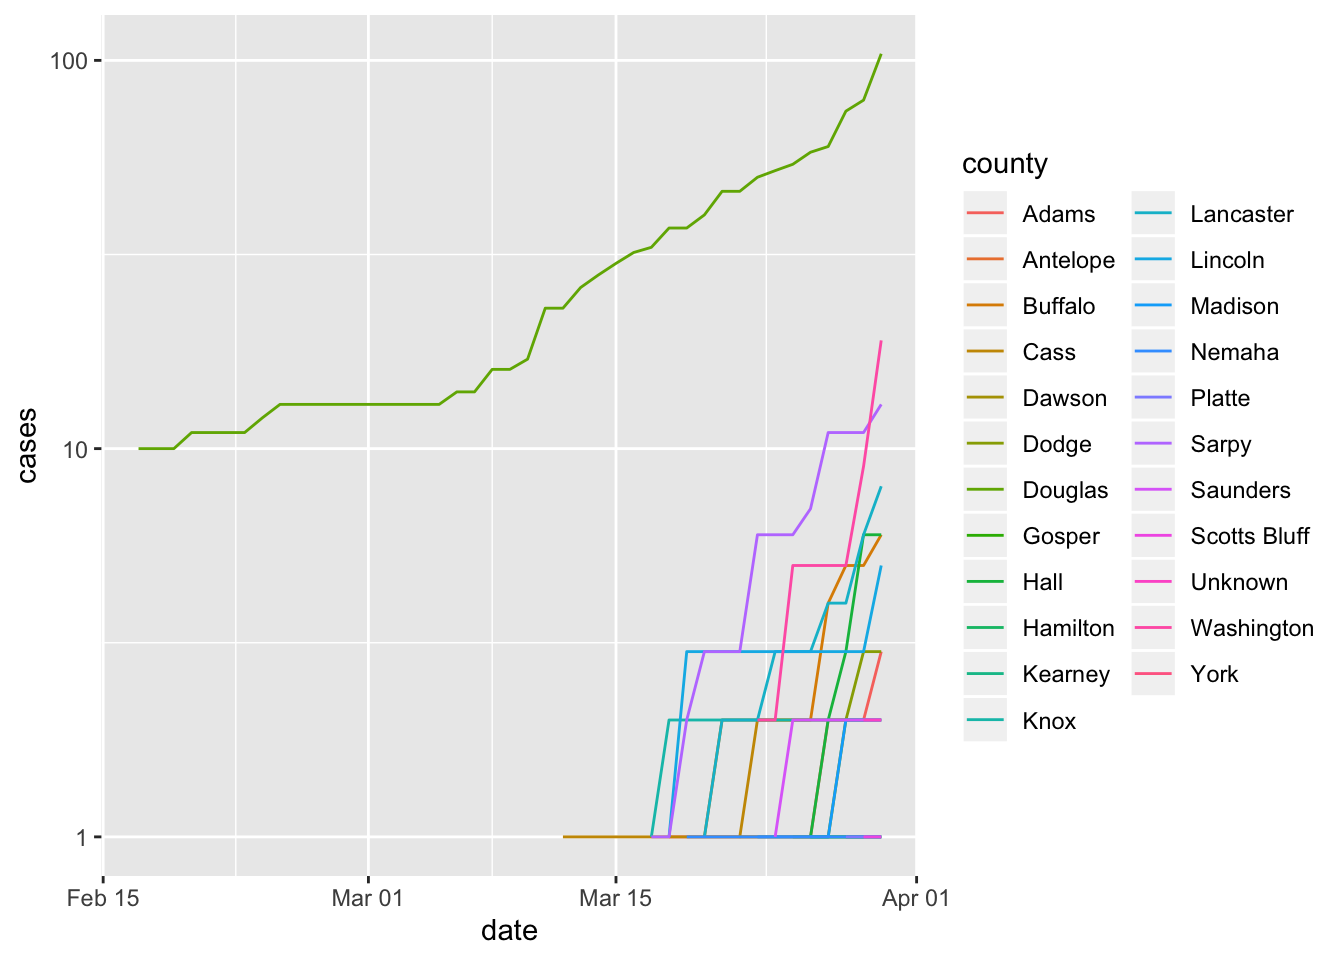 100
10
1
cases
Feb 15
Mar 01
Mar 15
Apr 01
date
county
Adams
Antelope
Buffalo
Cass
Dawson
Dodge
Douglas
Gosper
Hall
Hamilton
Kearney
Knox
Lancaster
Lincoln
Madison
Nemaha
Platte
Sarpy
Saunders
Scotts Bluff
Unknown
Washington
York